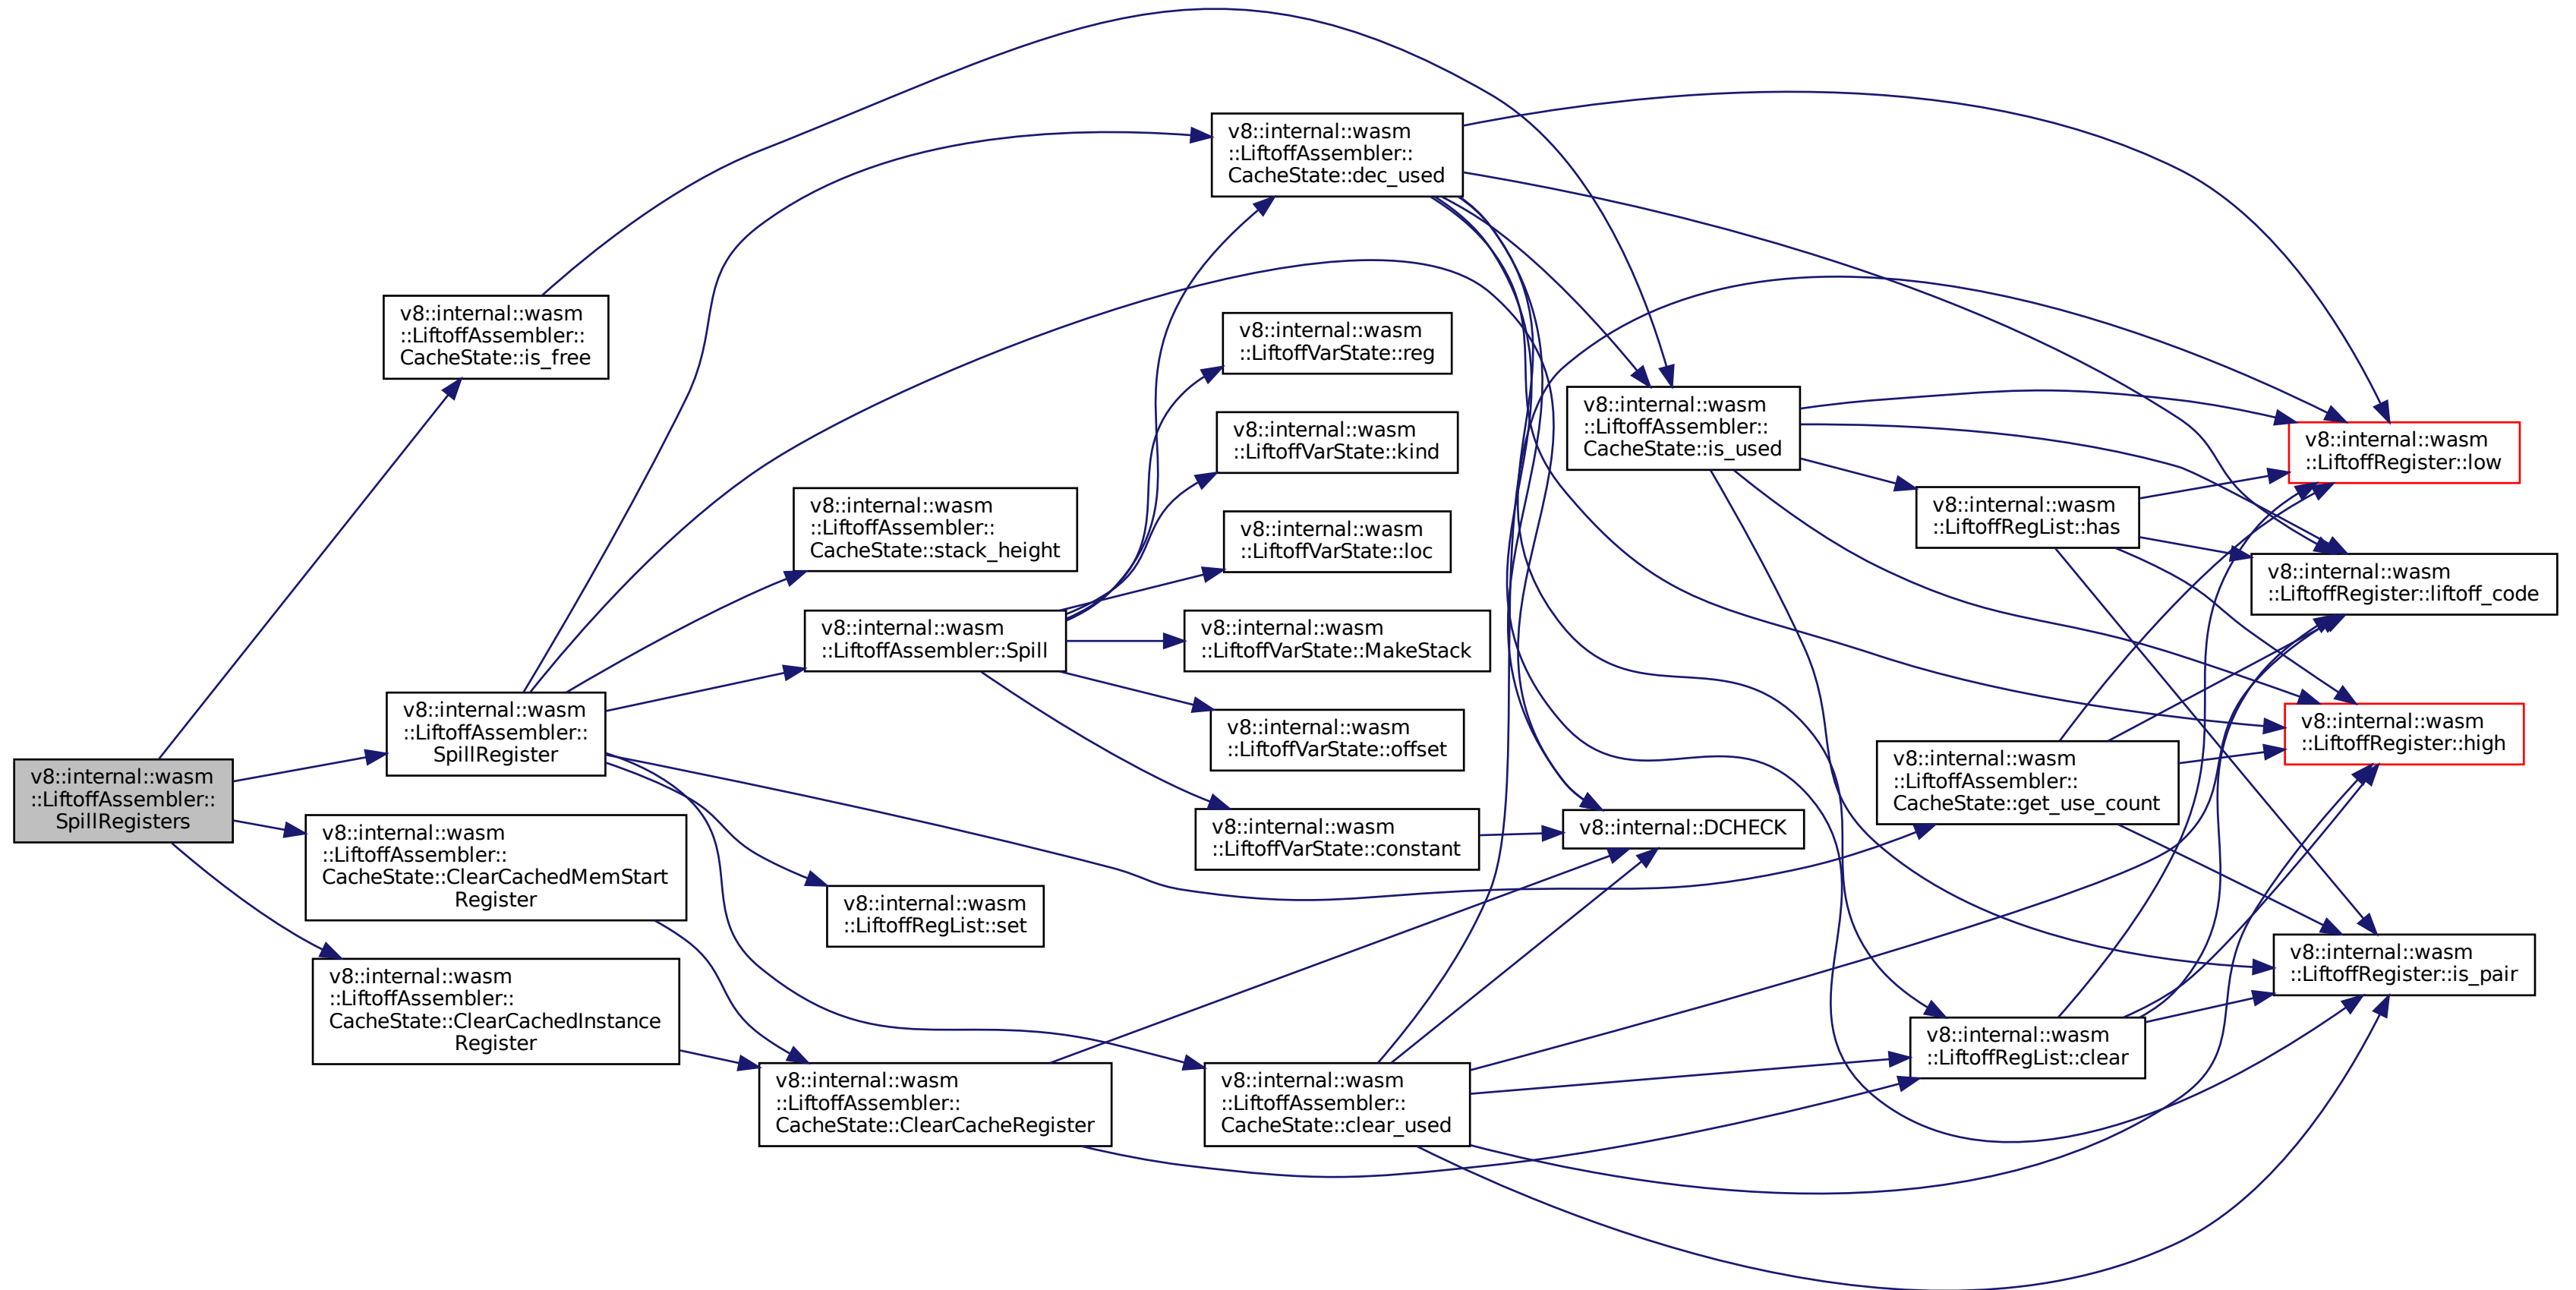 v8::internal::wasm
::LiftoffAssembler::
SpillRegisters
v8::internal::wasm
::LiftoffAssembler::
CacheState::is_free
v8::internal::wasm
::LiftoffAssembler::
SpillRegister
v8::internal::wasm
::LiftoffAssembler::
CacheState::ClearCachedMemStart
Register
v8::internal::wasm
::LiftoffAssembler::
CacheState::ClearCachedInstance
Register
v8::internal::wasm
::LiftoffAssembler::
CacheState::stack_height
v8::internal::wasm
::LiftoffAssembler::Spill
v8::internal::wasm
::LiftoffRegList::set
v8::internal::wasm
::LiftoffAssembler::
CacheState::ClearCacheRegister
v8::internal::wasm
::LiftoffAssembler::
CacheState::dec_used
v8::internal::wasm
::LiftoffVarState::reg
v8::internal::wasm
::LiftoffVarState::kind
v8::internal::wasm
::LiftoffVarState::loc
v8::internal::wasm
::LiftoffVarState::MakeStack
v8::internal::wasm
::LiftoffVarState::offset
v8::internal::wasm
::LiftoffVarState::constant
v8::internal::wasm
::LiftoffAssembler::
CacheState::clear_used
v8::internal::wasm
::LiftoffAssembler::
CacheState::is_used
v8::internal::DCHECK
v8::internal::wasm
::LiftoffRegList::has
v8::internal::wasm
::LiftoffAssembler::
CacheState::get_use_count
v8::internal::wasm
::LiftoffRegList::clear
v8::internal::wasm
::LiftoffRegister::low
v8::internal::wasm
::LiftoffRegister::liftoff_code
v8::internal::wasm
::LiftoffRegister::high
v8::internal::wasm
::LiftoffRegister::is_pair